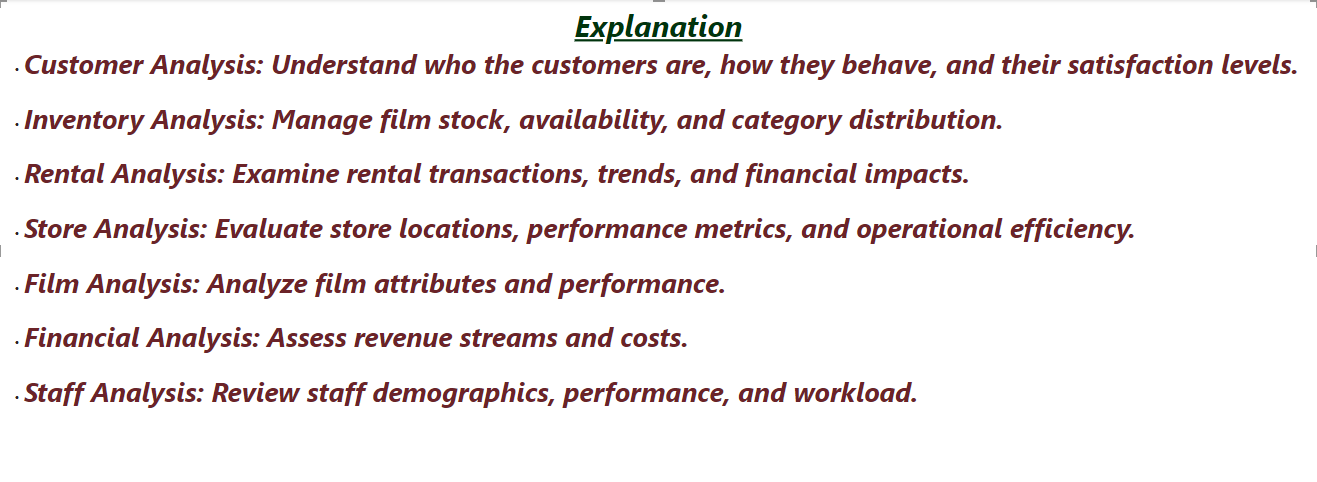 Explanation
· Customer Analysis: Understand who the customers are, how they behave, and their satisfaction levels.
· Inventory Analysis: Manage film stock, availability, and category distribution.
· Rental Analysis: Examine rental transactions, trends, and financial impacts.
· Store Analysis: Evaluate store locations, performance metrics, and operational efficiency.
· Film Analysis: Analyze film attributes and performance.
· Financial Analysis: Assess revenue streams and costs.
· Staff Analysis: Review staff demographics, performance, and workload.